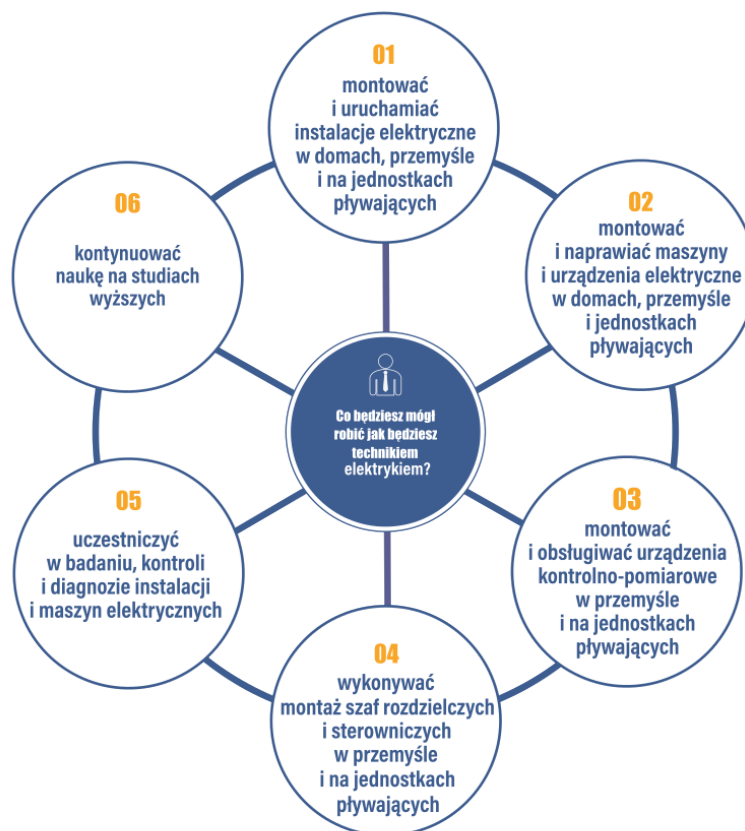 01
montować
i uruchamiać
instalacje elektryczne
w domach, przemyśle
i na jednostkach
pływających
02
montować
i naprawiać maszyny
i urządzenia elektryczne
w domach, przemyśle
i jednostkach
pływających
03
montować
i obsługiwać urządzenia
kontrolno-pomiarowe
w przemyśle
i na jednostkach
pływających
04
wykonywać
montaż szaf rozdzielczych
i sterowniczych
w przemyśle
i na jednostkach
pływających
05
uczestniczyć
w badaniu, kontroli
i diagnozie instalacji
i maszyn elektrycznych
06
kontynuować
naukę na studiach
wyższych
Co będziesz mógł
robić jak będziesz
technikiem
elektrykiem?